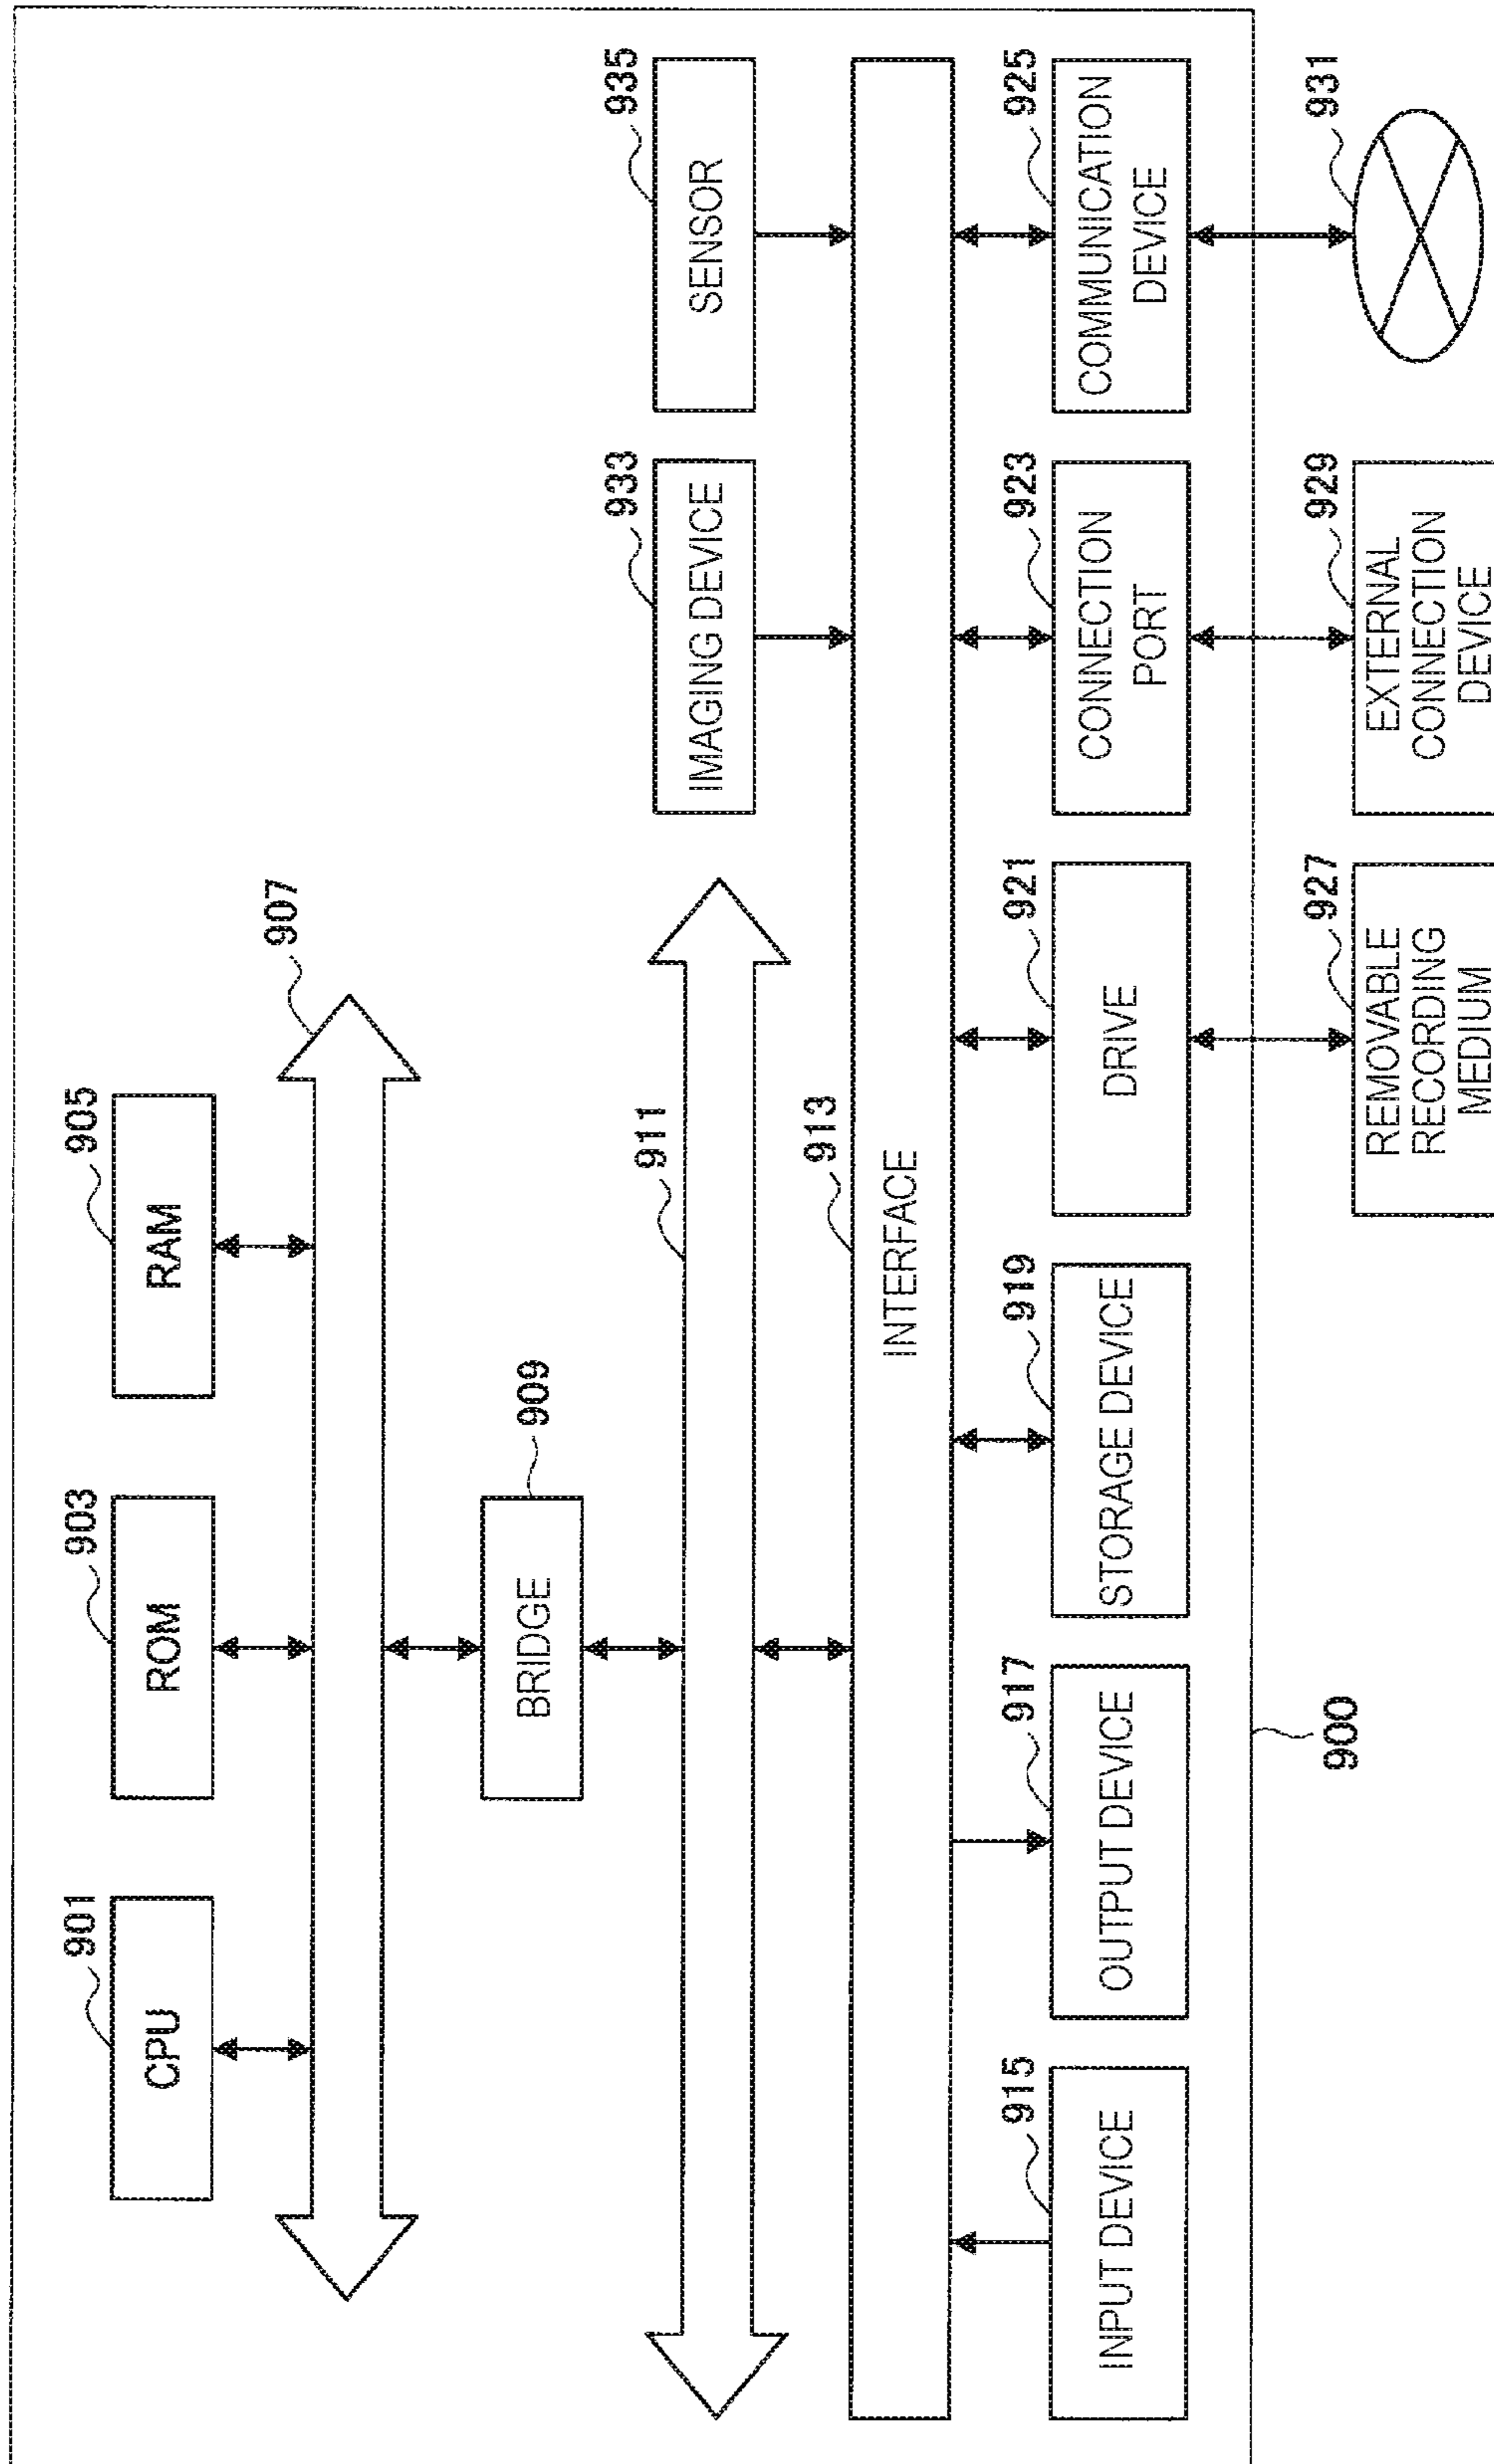 901
CPU
903
ROM
905
RAM
907
909
BRIDGE
911
933
IMAGING DEVICE
935
SENSOR
913
INTERFACE
915
INPUT DEVICE
917
OUTPUT DEVICE
919
STORAGE DEVICE
921
DRIVE
923
CONNECTION
PORT
925
COMMUNICATION
DEVICE
900
927
REMOVABLE
RECORDING
MEDIUM
929
EXTERNAL
CONNECTION
DEVICE
931